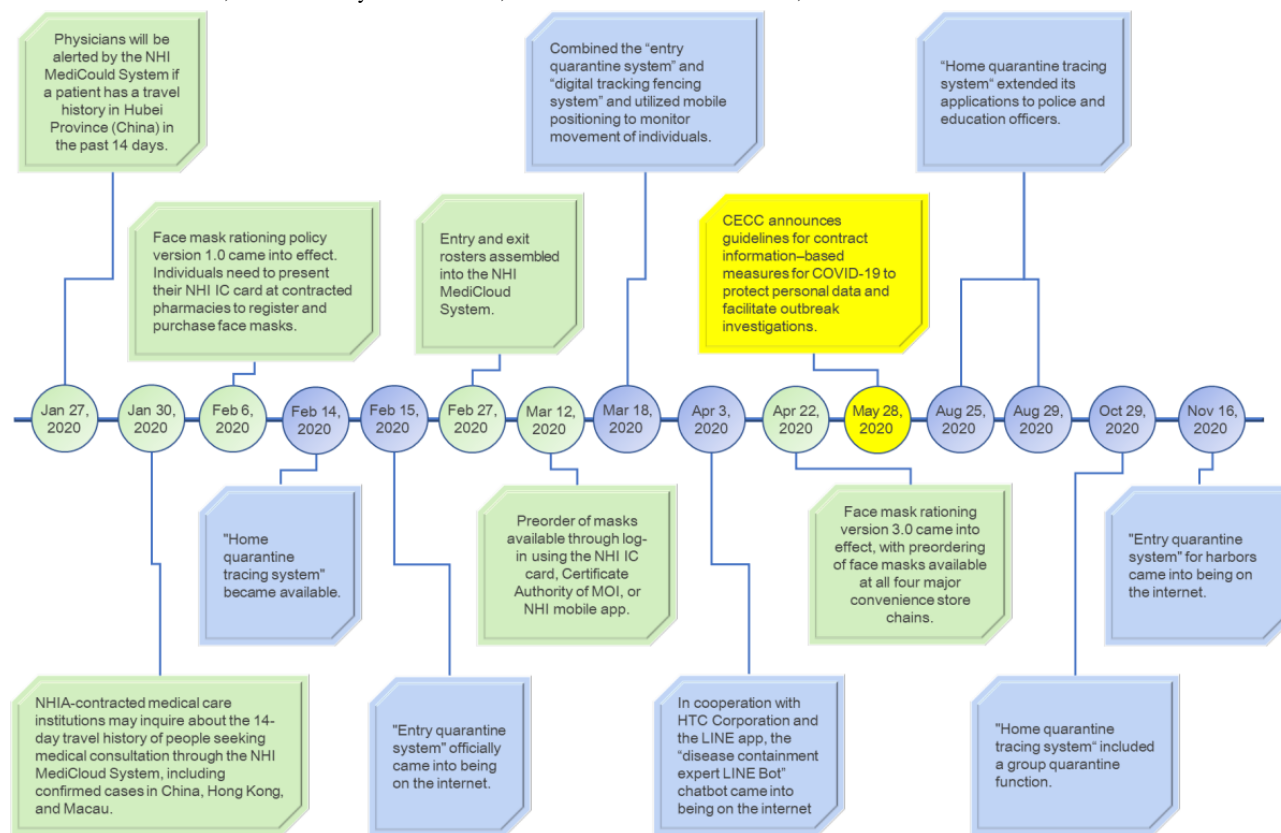 Physicians will be
alerted by the NHI
MediCould System if
a patient has a travel
history in Hubei
Province (China) in
the past 14 days.
Combined the “entry
quarantine system” and
“digital tracking fencing
system” and utilized mobile
positioning to monitor
movement of individuals.
“Home quarantine tracing
system“ extended its
applications to police and
education officers.
Face mask rationing policy
version 1.0 came into effect.
Individuals need to present
their NHI IC card at contracted
pharmacies to register and
purchase face masks.
Entry and exit
rosters assembled
into the NHI
MediCloud
System.
CECC announces
guidelines for contract
information–based
measures for COVID-19 to
protect personal data and
facilitate outbreak
investigations.
Jan 27,
2020
Jan 30,
2020
Feb 6,
2020
Feb 14,
2020
Feb 15,
2020
Feb 27,
2020
Mar 12,
2020
Mar 18,
2020
Apr 3,
2020
Apr 22,
2020
May 28,
2020
Aug 25,
2020
Aug 29,
2020
Oct 29,
2020
Nov 16,
2020
"Home
quarantine
tracing system"
became available.
Preorder of masks
available through log-
in using the NHI IC
card, Certificate
Authority of MOI, or
NHI mobile app.
Face mask rationing
version 3.0 came into
effect, with preordering
of face masks available
at all four major
convenience store
chains.
"Entry quarantine
system" for harbors
came into being on
the internet.
NHIA-contracted medical care
institutions may inquire about the 14-
day travel history of people seeking
medical consultation through the NHI
MediCloud System, including
confirmed cases in China, Hong Kong,
and Macau.
"Entry quarantine
system" officially
came into being
on the internet.
In cooperation with
HTC Corporation and
the LINE app, the
“disease containment
expert LINE Bot”
chatbot came into
being on the internet
"Home quarantine
tracing system“ included
a group quarantine
function.